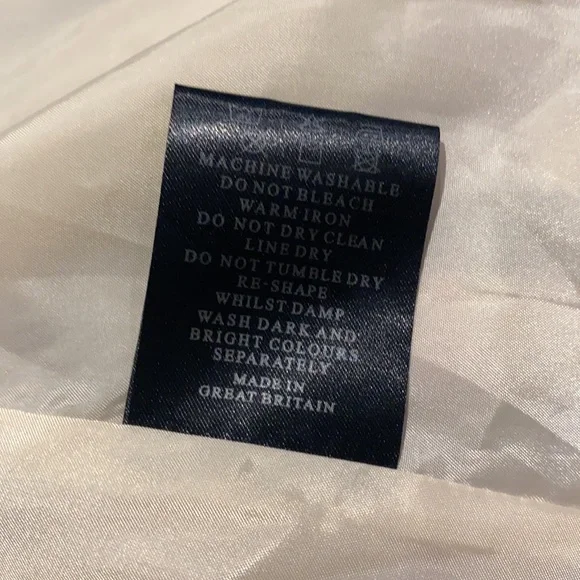 MACHINE WASHABLE
DO NOT BLEACH
WARM IRON
DO NOT DRY CLEAN
LINE DRY
DO NOT TUMBLE DRY
RE-SHAPE
WHILST DAMP
WASH DARK AND
BRIGHT COLOURS
SEPARATELY
MADE IN
GREAT BRITAIN